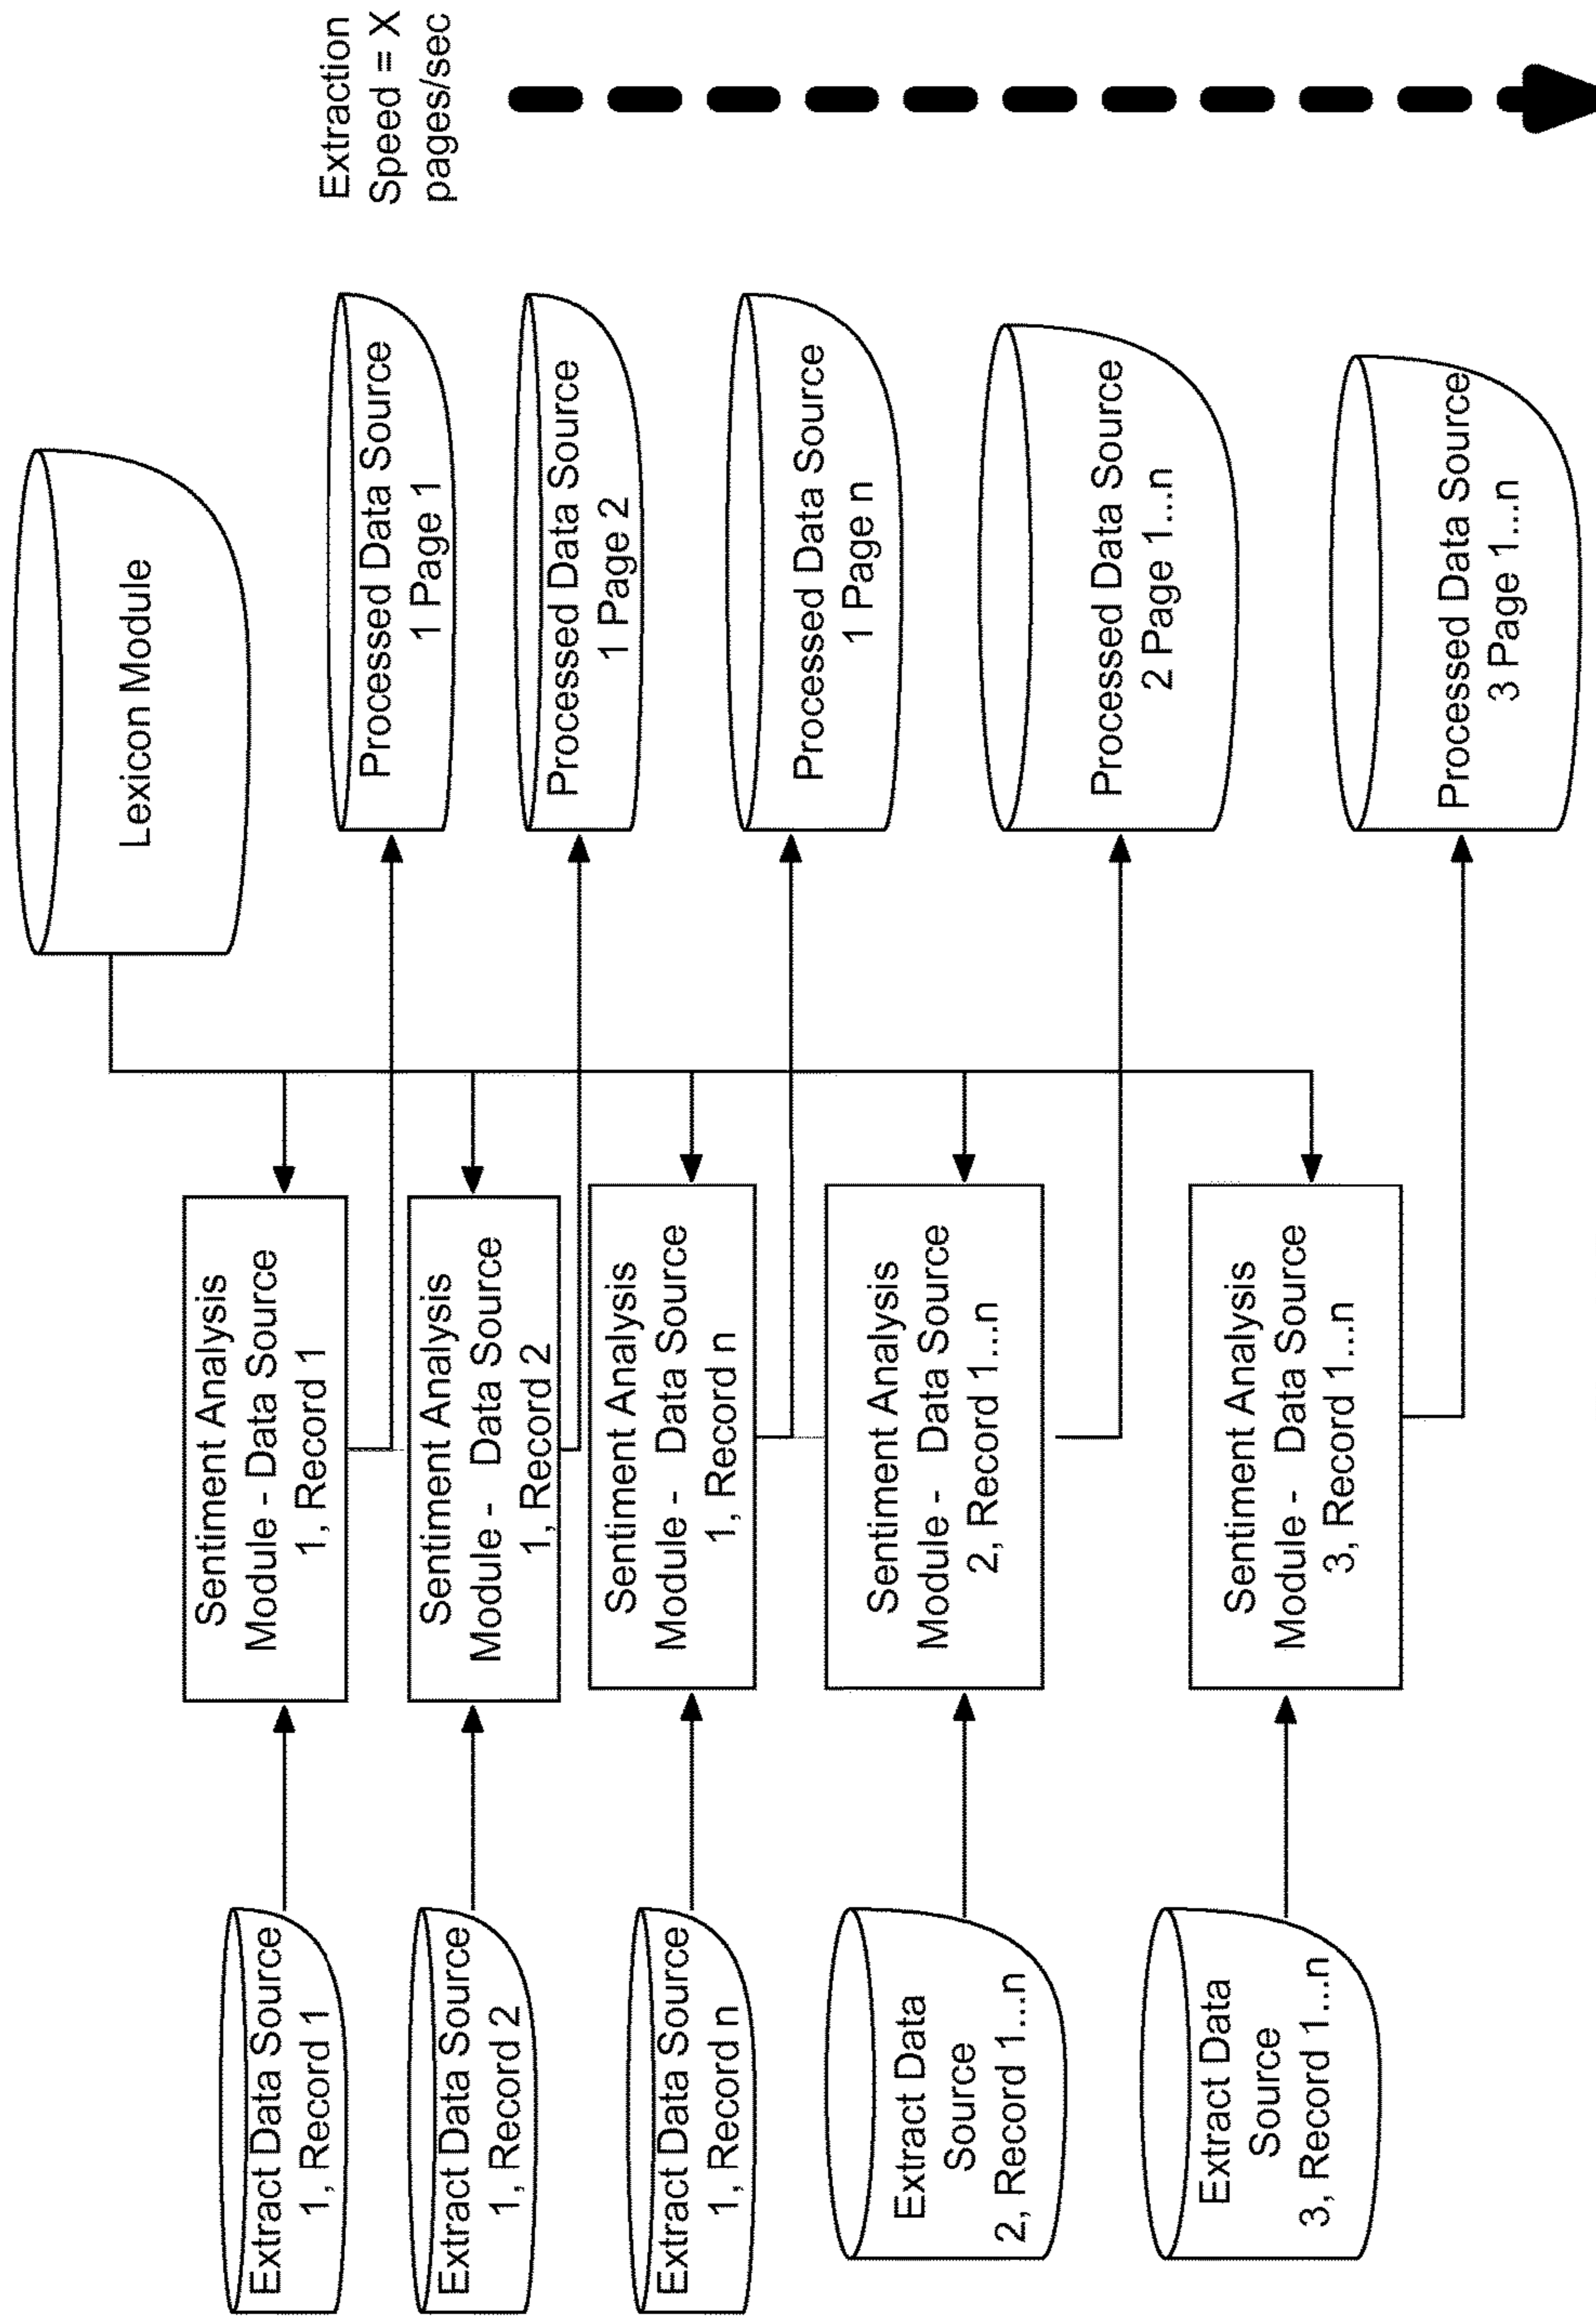 Lexicon Module
Extraction
Speed = X
pages/sec
Extract Data Source
1, Record 1
Sentiment Analysis
Module - Data Source
1, Record 1
Processed Data Source
1 Page 1
Extract Data Source
1, Record 2
Sentiment Analysis
Module - Data Source
1, Record 2
Processed Data Source
1 Page 2
Extract Data Source
1, Record n
Sentiment Analysis
Module - Data Source
1, Record n
Processed Data Source
1 Page n
Extract Data
Source
2, Record 1...n
Sentiment Analysis
Module - Data Source
2, Record 1...n
Processed Data Source
2 Page 1...n
Extract Data
Source
3, Record 1...n
Sentiment Analysis
Module - Data Source
3, Record 1...n
Processed Data Source
3 Page 1...n